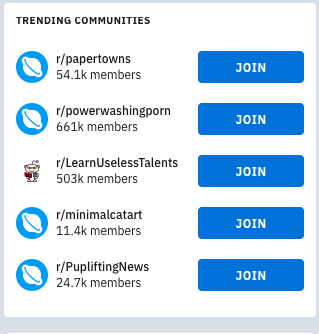 TRENDING COMMUNITIES
r/papertowns
54.1k members
JOIN
r/powerwashingporn
661k members
JOIN
r/LearnUselessTalents
503k members
JOIN
r/minimalcatart
11.4k members
JOIN
r/PupliftingNews
24.7k members
JOIN